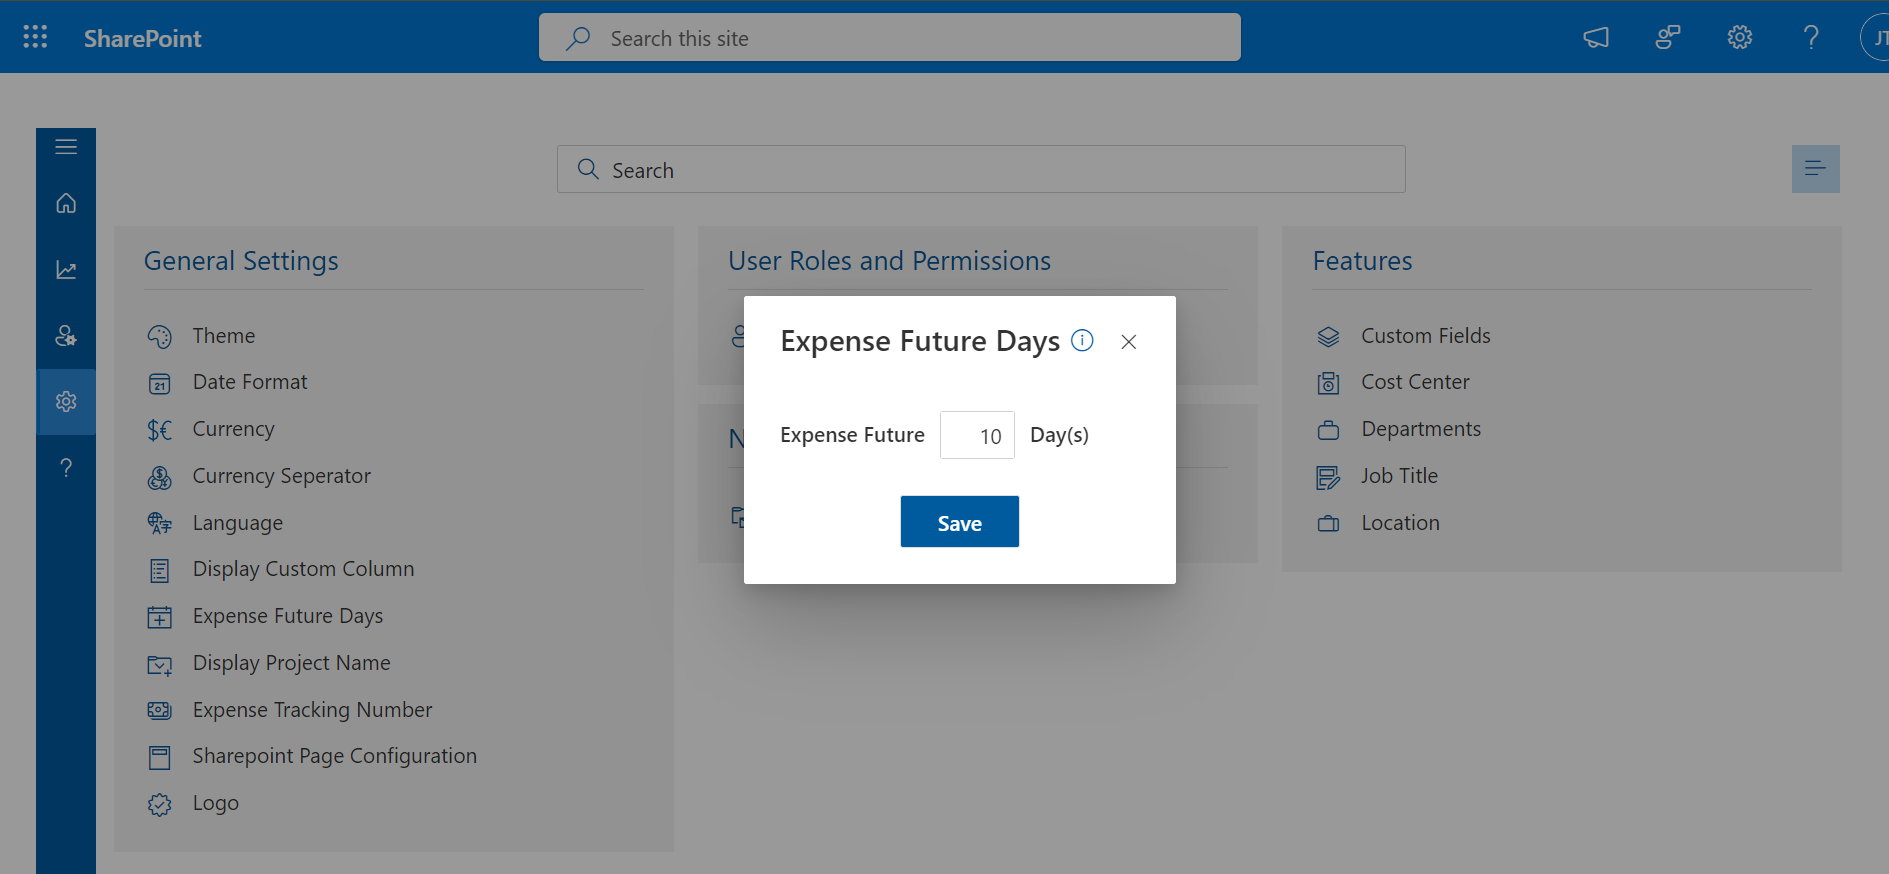 SharePoint
Search this site
JT
Search
General Settings
Theme
21
Date Format
$€
Currency
Currency Seperator
Language
Display Custom Column
Expense Future Days
Display Project Name
Expense Tracking Number
Sharepoint Page Configuration
Logo
User Roles and Permissions
N
Expense Future Days
Expense Future 10 Day(s)
Save
Features
Custom Fields
Cost Center
Departments
Job Title
Location